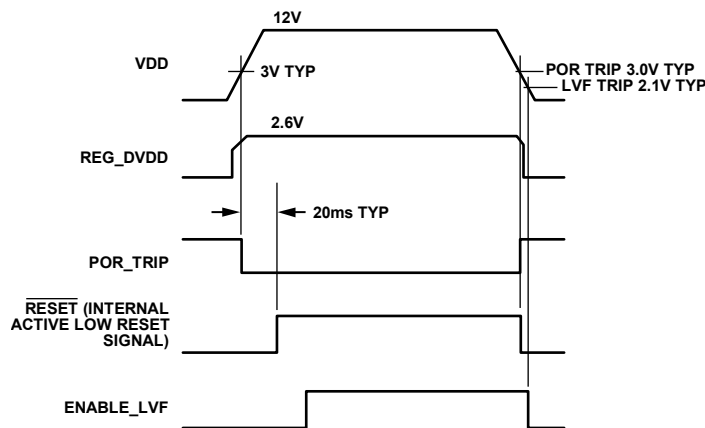 12V
VDD
3V TYP
POR TRIP 3.0V TYP
LVF TRIP 2.1V TYP
2.6V
REG_DVDD
20ms TYP
POR_TRIP
RESET (INTERNAL
ACTIVE LOW RESET
SIGNAL)
ENABLE_LVF